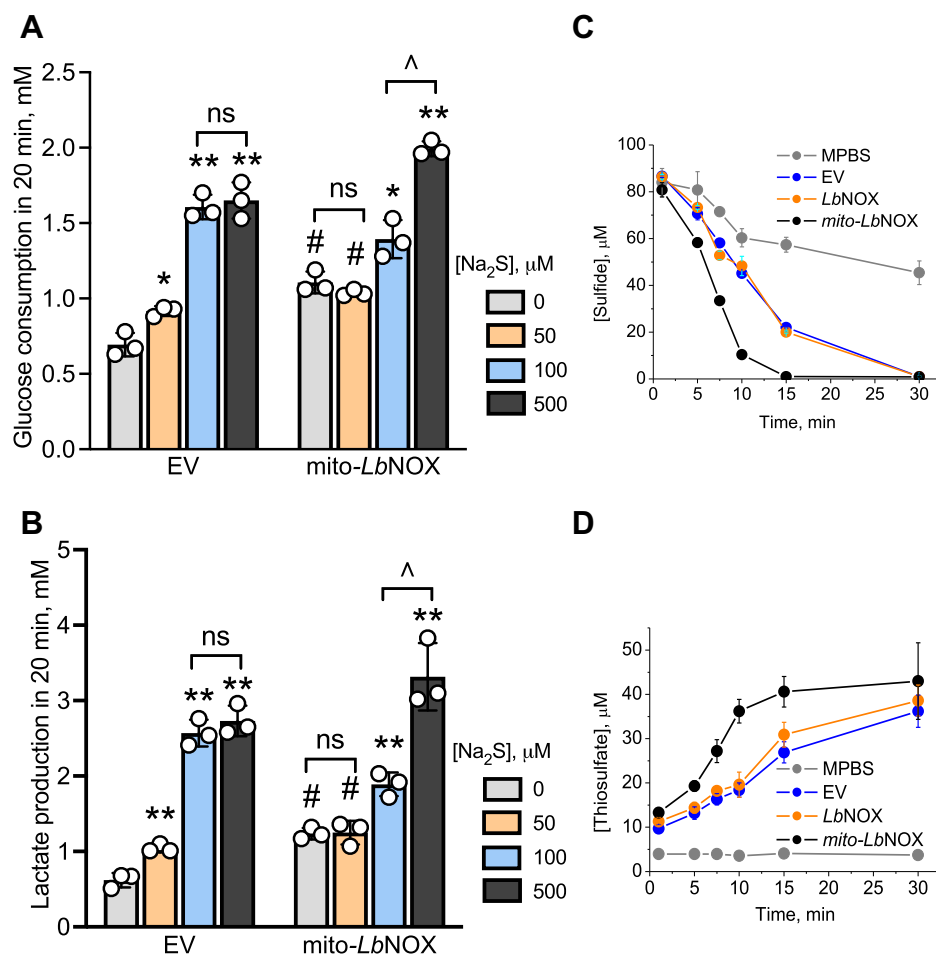 A
Glucose consumption in 20 min, mM
2.5
2.0
1.5
1.0
0.5
0.0
*
**
ns
**
#
ns
#
*
^
**
EV
mito-LbNOX
[Na₂S], μM
0
50
100
500
B
Lactate production in 20 min, mM
5
4
3
2
1
0
**
**
ns
**
#
ns
#
**
^
**
EV
mito-LbNOX
[Na₂S], μM
0
50
100
500
C
[Sulfide], μM
100
80
60
40
20
0
0
5
10
15
20
25
30
Time, min
MPBS
EV
LbNOX
mito-LbNOX
D
[Thiosulfate], μM
50
40
30
20
10
0
0
5
10
15
20
25
30
Time, min
MPBS
EV
LbNOX
mito-LbNOX